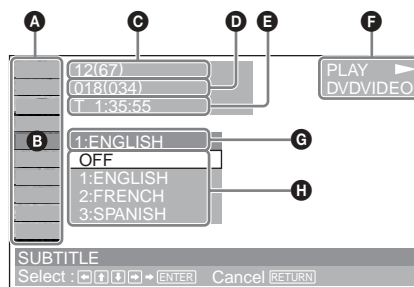 A C D E F
12(67)
018(034)
T 1:35:55
PLAY
DVDVIDEO
B
1:ENGLISH
G
OFF
1:ENGLISH
2:FRENCH
3:SPANISH
H
SUBTITLE
Select : ENTER Cancel RETURN